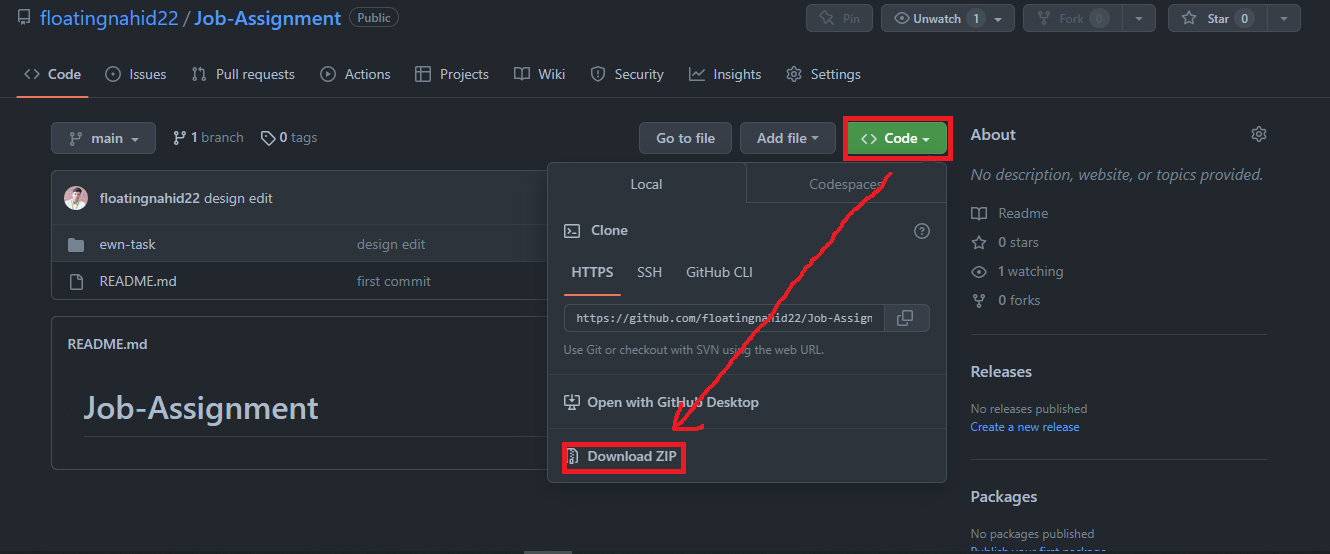 floatingnahid22 / Job-Assignment Public
Pin Unwatch 1 Fork 0 Star 0
Code Issues Pull requests Actions Projects Wiki Security Insights Settings
main 1 branch 0 tags Go to file Add file Code
floatingnahid22 design edit
ewn-task design edit
README.md first commit
README.md
Job-Assignment
Local Codespaces
Clone
HTTPS SSH GitHub CLI
https://github.com/floatingnahid22/Job-Assign
Use Git or checkout with SVN using the web URL.
Open with GitHub Desktop
Download ZIP
About
No description, website, or topics provided.
Readme
0 stars
1 watching
0 forks
Releases
No releases published
Create a new release
Packages
No packages published
Publish your first package